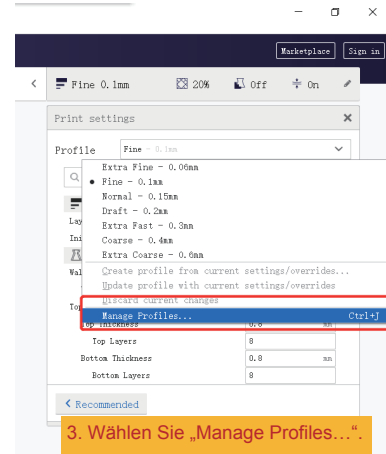 Marketplace Sign in
Fine 0.1mm 20% Off On
Print settings
Profile Fine - 0.1mm
Extra Fine - 0.06mm
Fine - 0.1mm
Normal - 0.15mm
Draft - 0.2mm
Extra Fast - 0.3mm
Coarse - 0.4mm
Extra Coarse - 0.6mm
Create profile from current settings/overrides...
Update profile with current settings/overrides
Discard current changes
Manage Profiles... Ctrl+J
Lay
Ini
Wal
Top
Top Thickness 0.8 mm
Top Layers 8
Bottom Thickness 0.8 mm
Bottom Layers 8
Recommended
3. Wählen Sie „Manage Profiles…“.